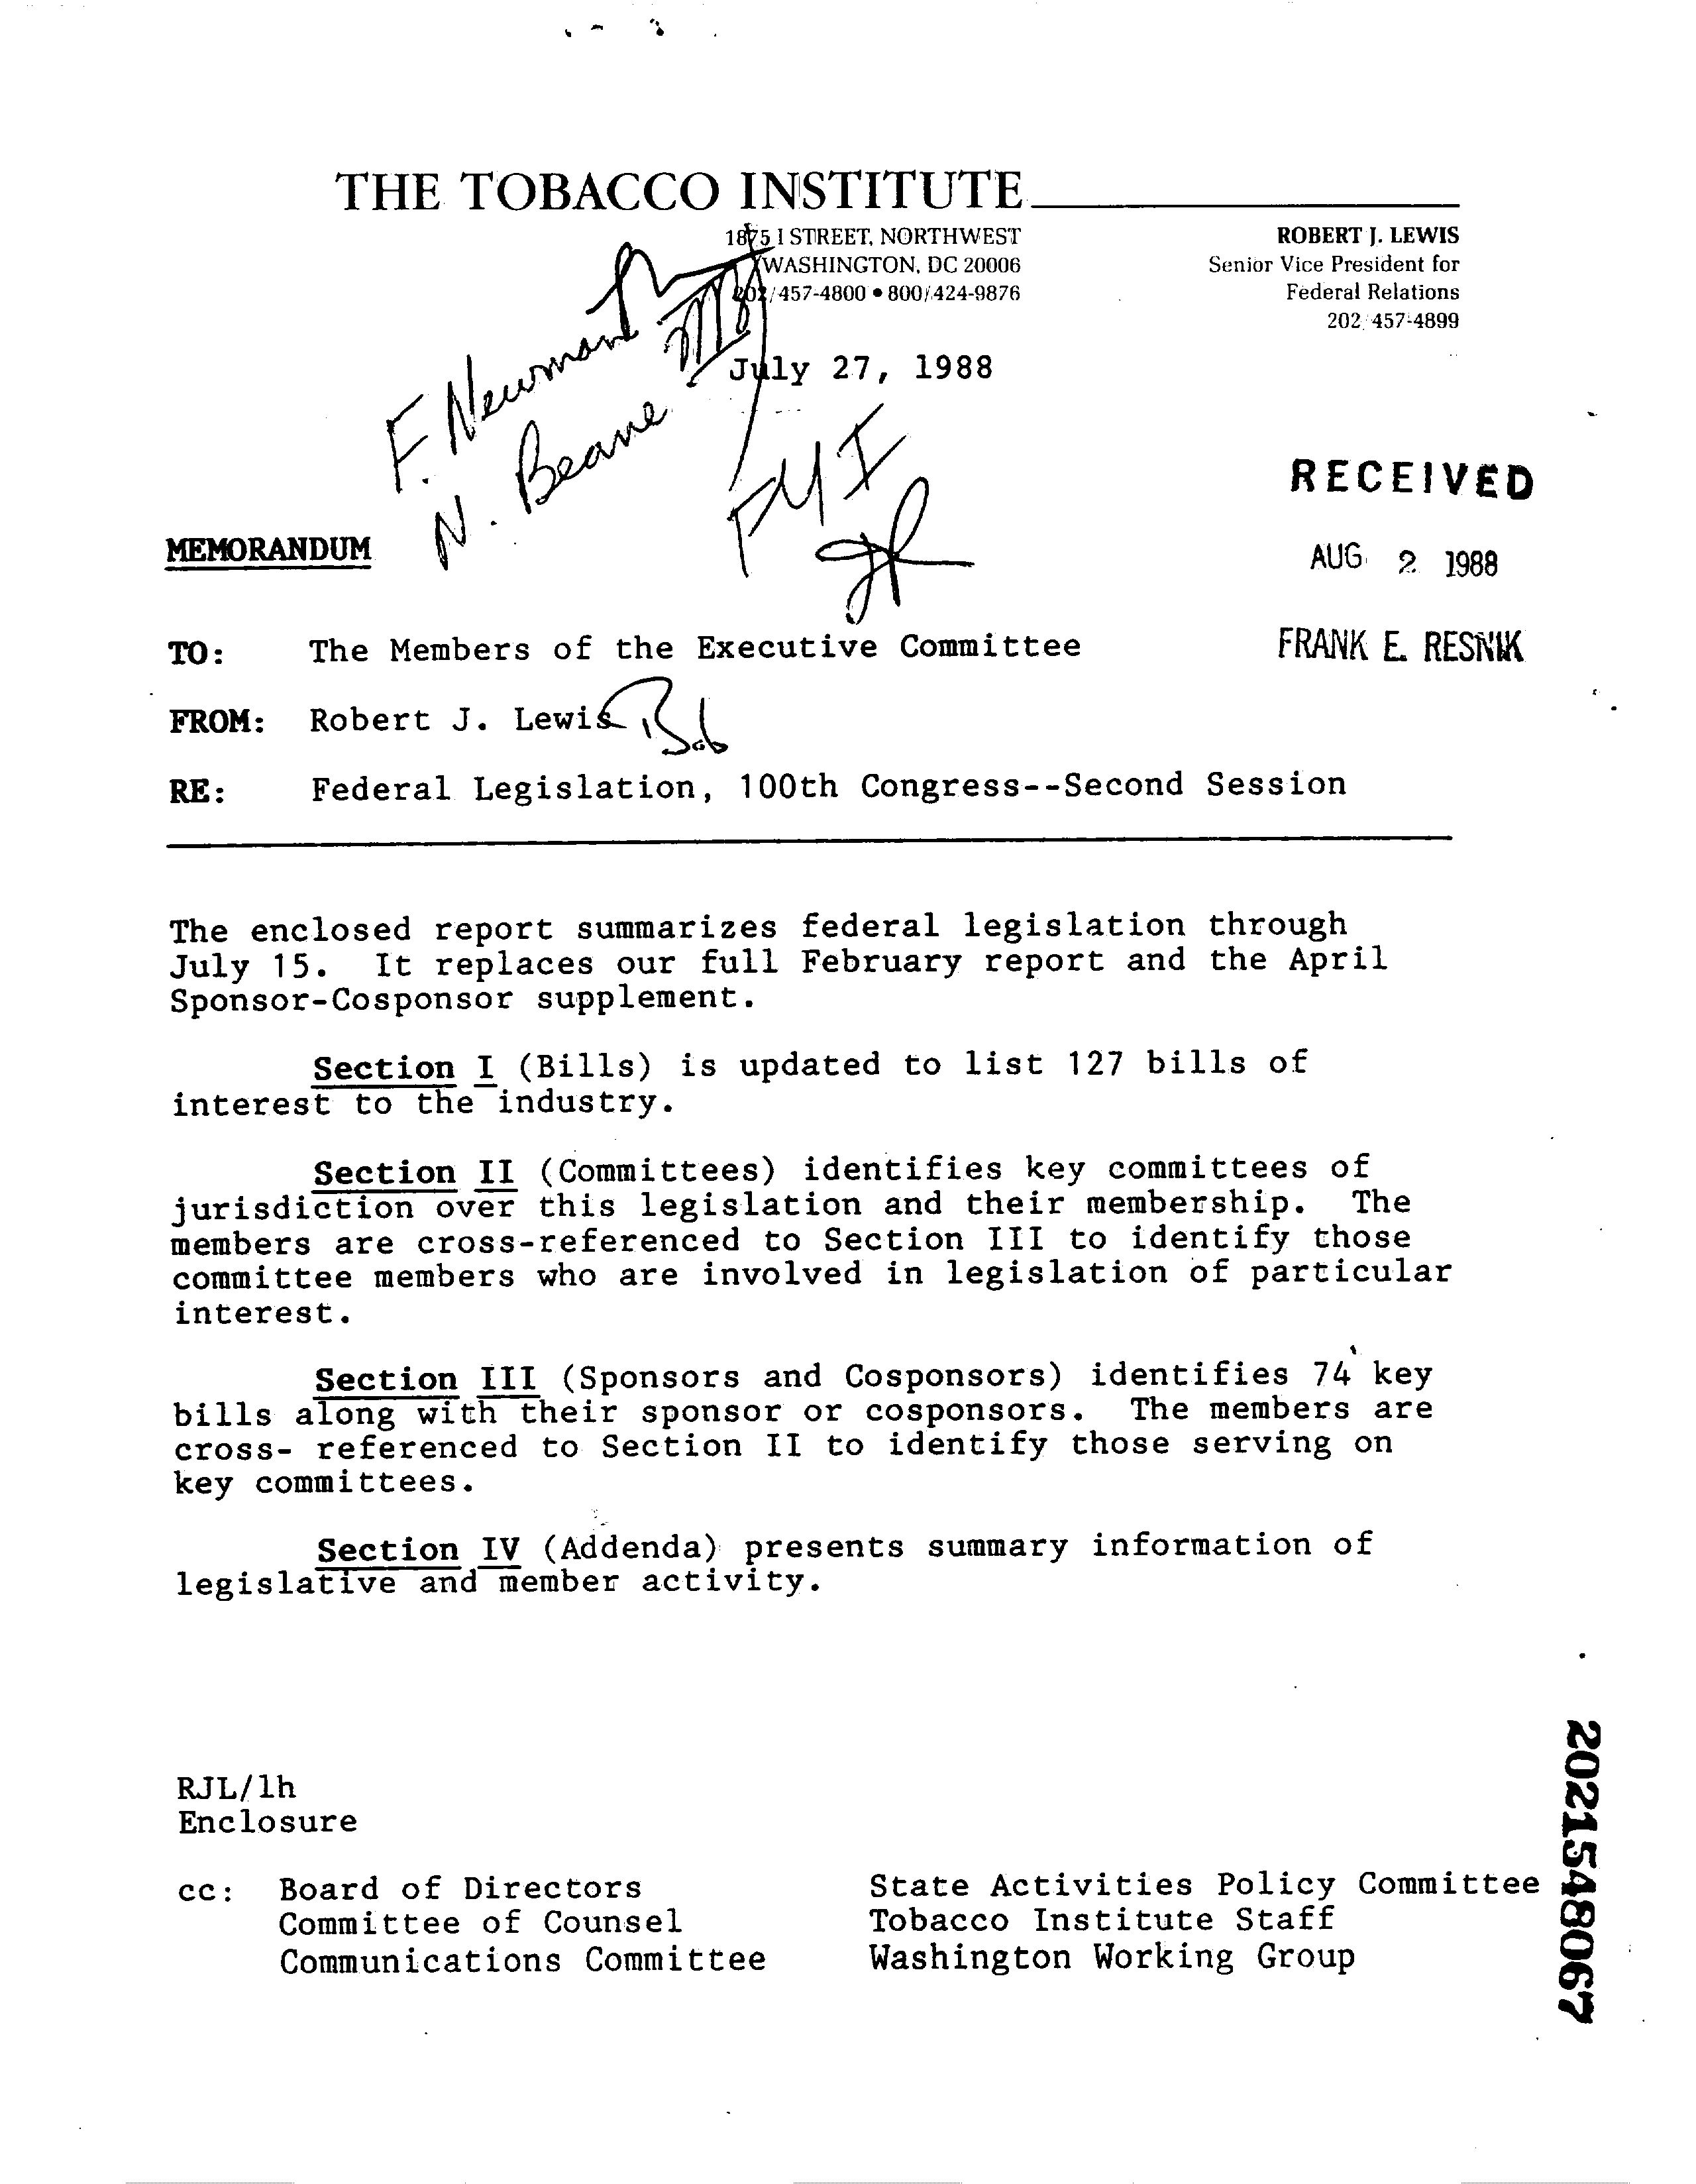 THE TOBACCO INSTITUTE
1875 I STREET, NORTHWEST
WASHINGTON, DC 20006
202/457-4800 • 800/424-9876
ROBERT J. LEWIS
Senior Vice President for
Federal Relations
202/457-4899
F. Newman
N. Beane
FYI
July 27, 1988
RECEIVED
AUG 2 1988
FRANK E. RESNIK
MEMORANDUM
TO: The Members of the Executive Committee
FROM: Robert J. Lewis Bob
RE: Federal Legislation, 100th Congress--Second Session
The enclosed report summarizes federal legislation through
July 15. It replaces our full February report and the April
Sponsor-Cosponsor supplement.
Section I (Bills) is updated to list 127 bills of
interest to the industry.
Section II (Committees) identifies key committees of
jurisdiction over this legislation and their membership. The
members are cross-referenced to Section III to identify those
committee members who are involved in legislation of particular
interest.
Section III (Sponsors and Cosponsors) identifies 74 key
bills along with their sponsor or cosponsors. The members are
cross- referenced to Section II to identify those serving on
key committees.
Section IV (Addenda) presents summary information of
legislative and member activity.
RJL/lh
Enclosure
cc: Board of Directors
Committee of Counsel
Communications Committee
State Activities Policy Committee
Tobacco Institute Staff
Washington Working Group
2021548067